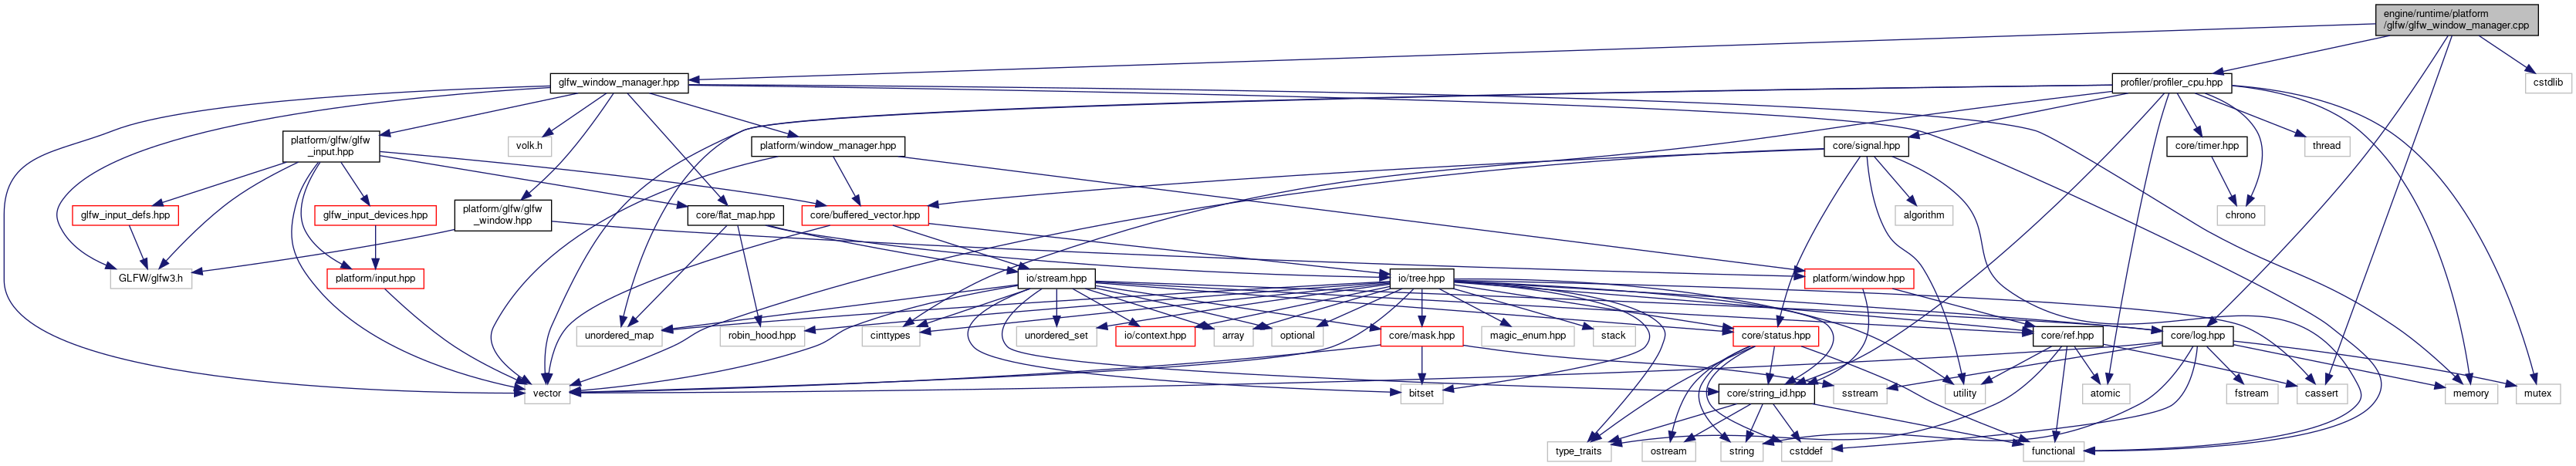 engine/runtime/platform
/glfw/glfw_window_manager.cpp
glfw_window_manager.hpp
profiler/profiler_cpu.hpp
cstdlib
platform/glfw/glfw
_input.hpp
volk.h
platform/window_manager.hpp
core/signal.hpp
core/timer.hpp
thread
glfw_input_defs.hpp
glfw_input_devices.hpp
platform/glfw/glfw
_window.hpp
core/flat_map.hpp
core/buffered_vector.hpp
algorithm
chrono
GLFW/glfw3.h
platform/input.hpp
io/stream.hpp
io/tree.hpp
platform/window.hpp
unordered_map
robin_hood.hpp
cinttypes
unordered_set
io/context.hpp
array
optional
core/mask.hpp
magic_enum.hpp
stack
core/status.hpp
core/ref.hpp
core/log.hpp
vector
bitset
core/string_id.hpp
sstream
utility
atomic
fstream
cassert
memory
mutex
type_traits
ostream
string
cstddef
functional